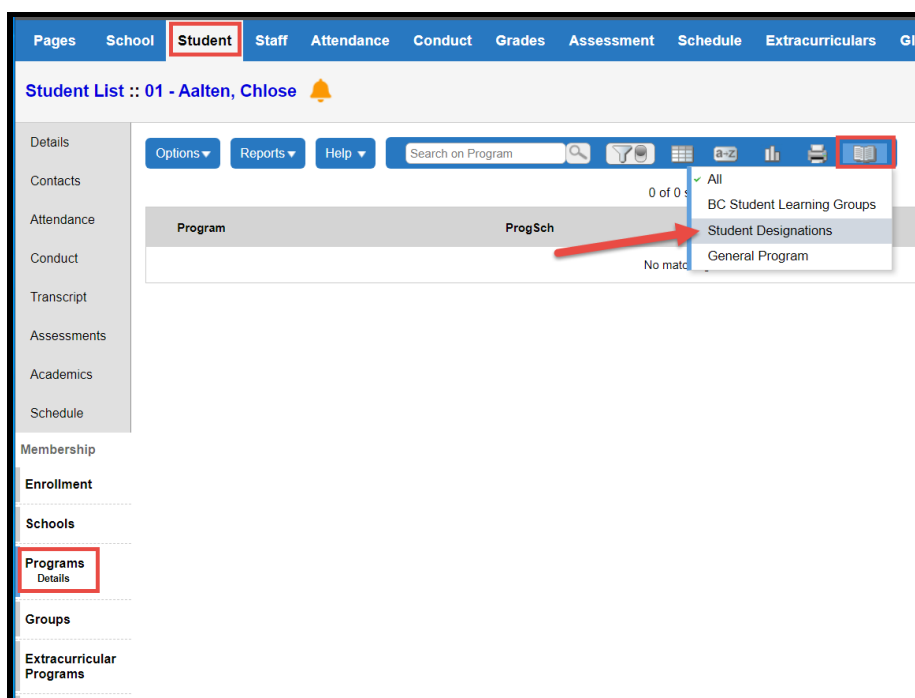 Pages School Student Staff Attendance Conduct Grades Assessment Schedule Extracurriculars
Student List :: 01 - Aalten, Chlose
Details
Contacts
Attendance
Conduct
Transcript
Assessments
Academics
Schedule
Membership
Enrollment
Schools
Programs
Details
Groups
Extracurricular
Programs
Options Reports Help Search on Program a-z
0 of 0
Program ProgSch
No
All
BC Student Learning Groups
Student Designations
General Program